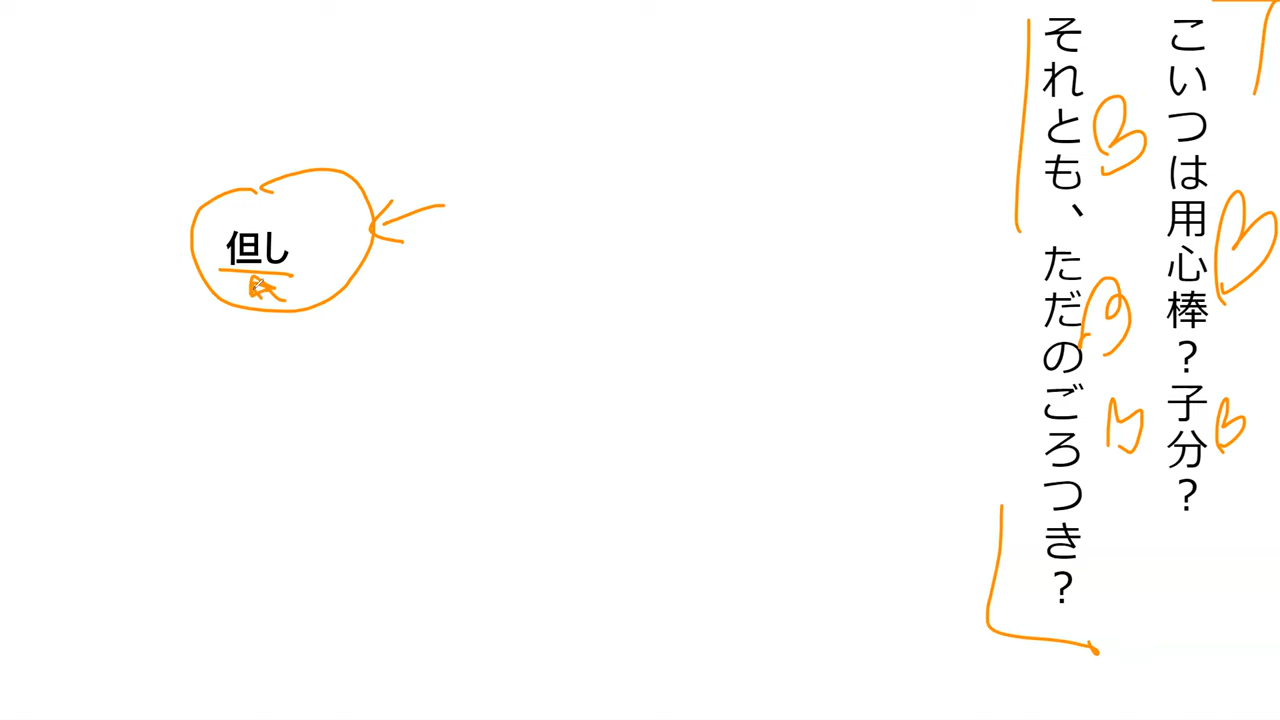 こいつは用心棒？子分？
それとも、ただのごろつき？
但し